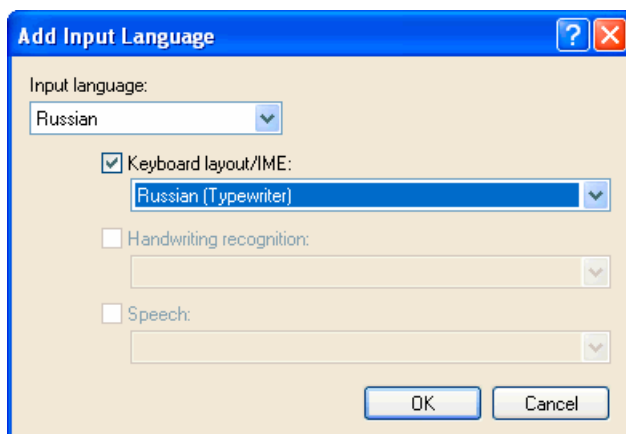 Add Input Language
Input language:
Russian
Keyboard layout/IME:
Russian (Typewriter)
Handwriting recognition:
Speech:
OK Cancel